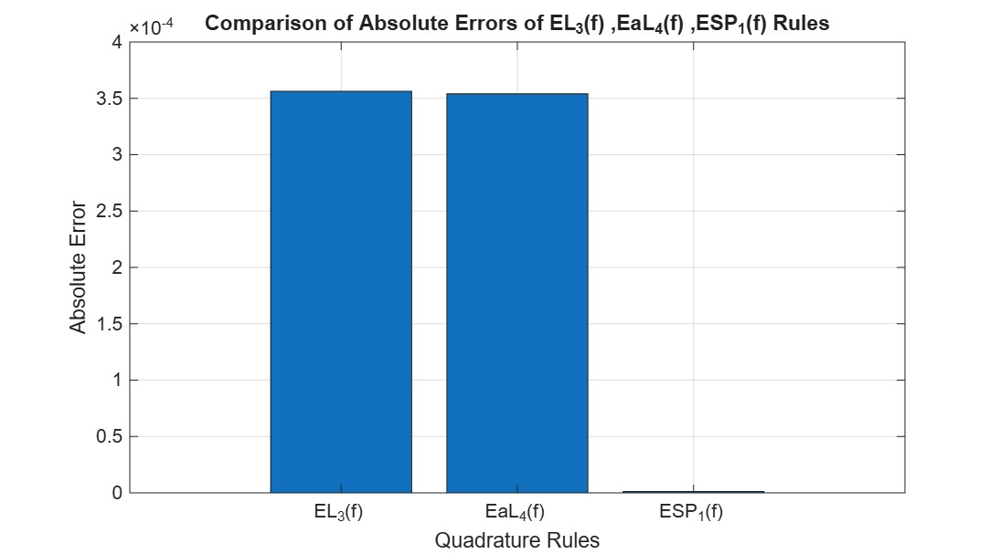 Comparison of Absolute Errors of EL₃(f) ,EaL₄(f) ,ESP₁(f) Rules
×10⁻⁴
4
3.5
3
2.5
2
1.5
1
0.5
0
Absolute Error
EL₃(f) EaL₄(f) ESP₁(f)
Quadrature Rules